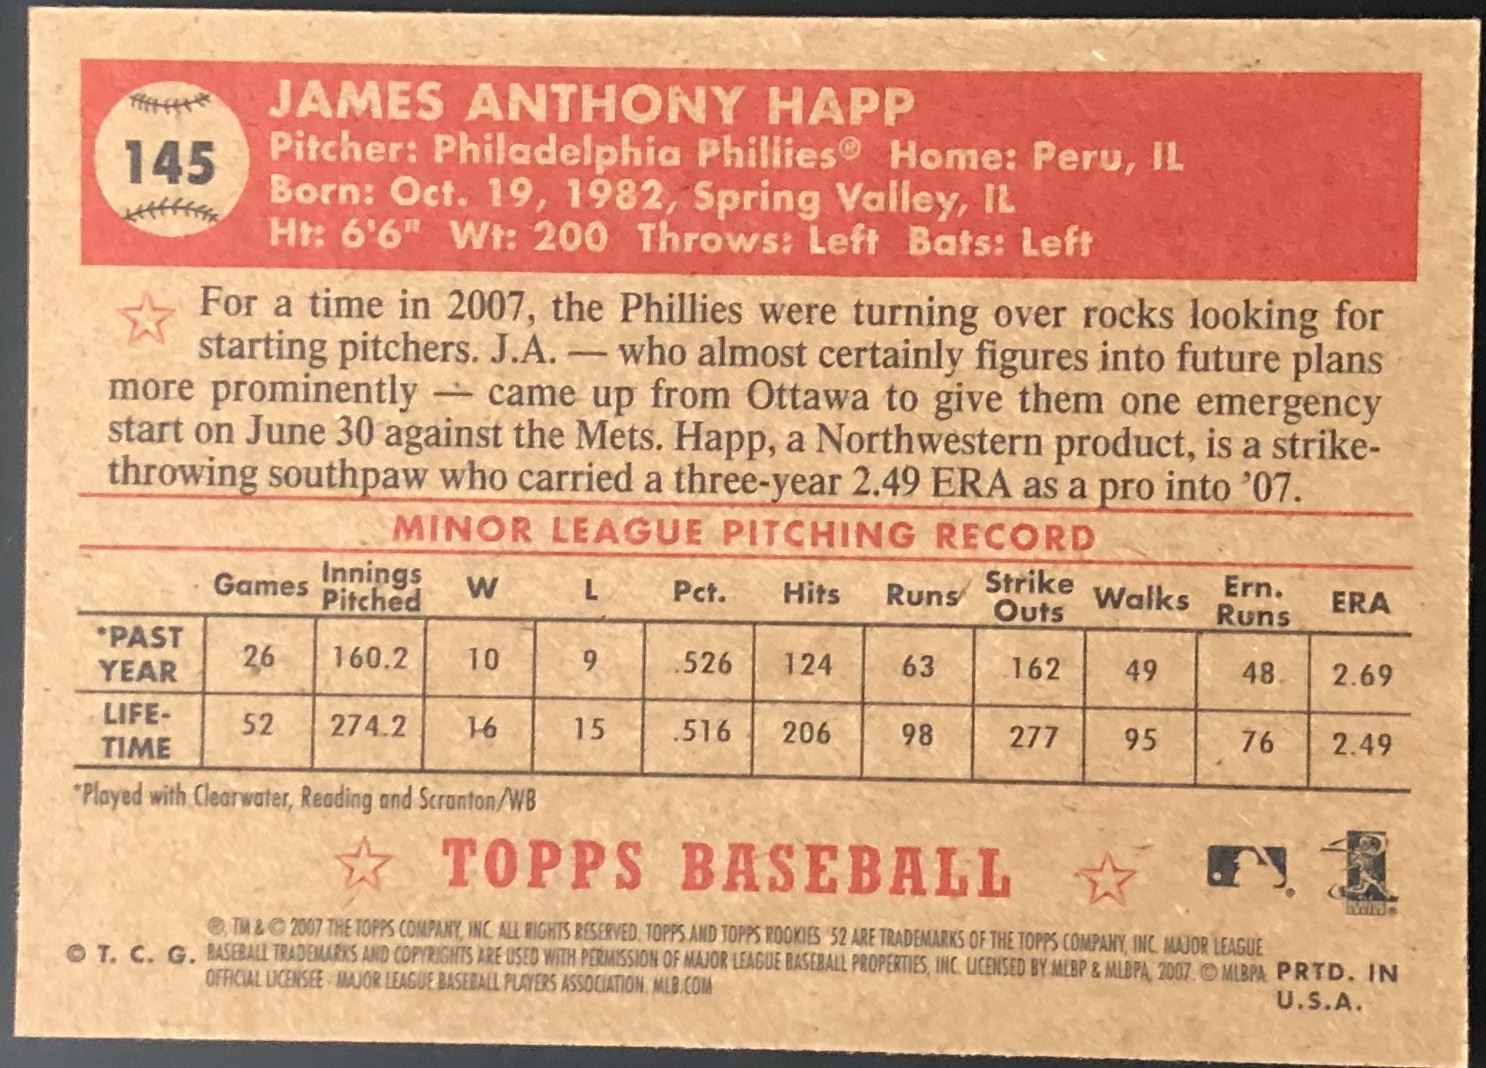 145
JAMES ANTHONY HAPP
Pitcher: Philadelphia Phillies® Home: Peru, IL
Born: Oct. 19, 1982, Spring Valley, IL
Ht: 6'6" Wt: 200 Throws: Left Bats: Left
For a time in 2007, the Phillies were turning over rocks looking for
starting pitchers. J.A. — who almost certainly figures into future plans
more prominently — came up from Ottawa to give them one emergency
start on June 30 against the Mets. Happ, a Northwestern product, is a strike-
throwing southpaw who carried a three-year 2.49 ERA as a pro into ’07.
MINOR LEAGUE PITCHING RECORD
Games Innings Pitched W L Pct. Hits Runs Strike Outs Walks Ern. Runs ERA
*PAST YEAR 26 160.2 10 9 .526 124 63 162 49 48 2.69
LIFE-TIME 52 274.2 16 15 .516 206 98 277 95 76 2.49
*Played with Clearwater, Reading and Scranton/WB
TOPPS BASEBALL
®, TM & © 2007 THE TOPPS COMPANY, INC. ALL RIGHTS RESERVED. TOPPS AND TOPPS ROOKIES '52 ARE TRADEMARKS OF THE TOPPS COMPANY, INC. MAJOR LEAGUE
© T. C. G. BASEBALL TRADEMARKS AND COPYRIGHTS ARE USED WITH PERMISSION OF MAJOR LEAGUE BASEBALL PROPERTIES, INC. LICENSED BY MLBP & MLBPA, 2007. © MLBPA PRTD. IN
OFFICIAL LICENSEE - MAJOR LEAGUE BASEBALL PLAYERS ASSOCIATION. MLB.COM
U.S.A.